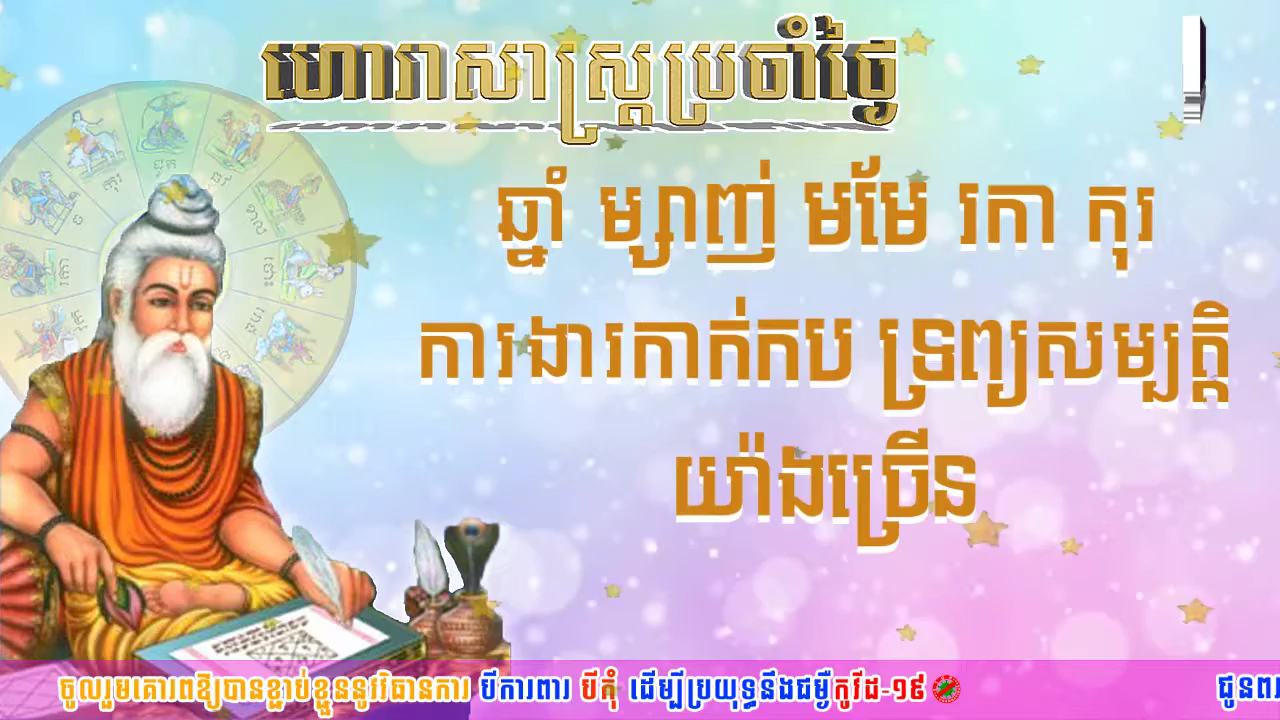 ហោរាសាស្ត្រប្រចាំថ្ងៃ
ឆ្នាំ ម្សាញ់ មមែ រកា កុរ
ការងារកាក់កប ទ្រព្យសម្បត្តិ
យ៉ាងច្រើន
ចូលរួមគោរពឱ្យបានខ្ជាប់ខ្ជួននូវវិធានការ បីការពារ បីកុំ ដើម្បីប្រយុទ្ធនឹងជម្ងឺកូវីដ-១៩
ជូនពរ